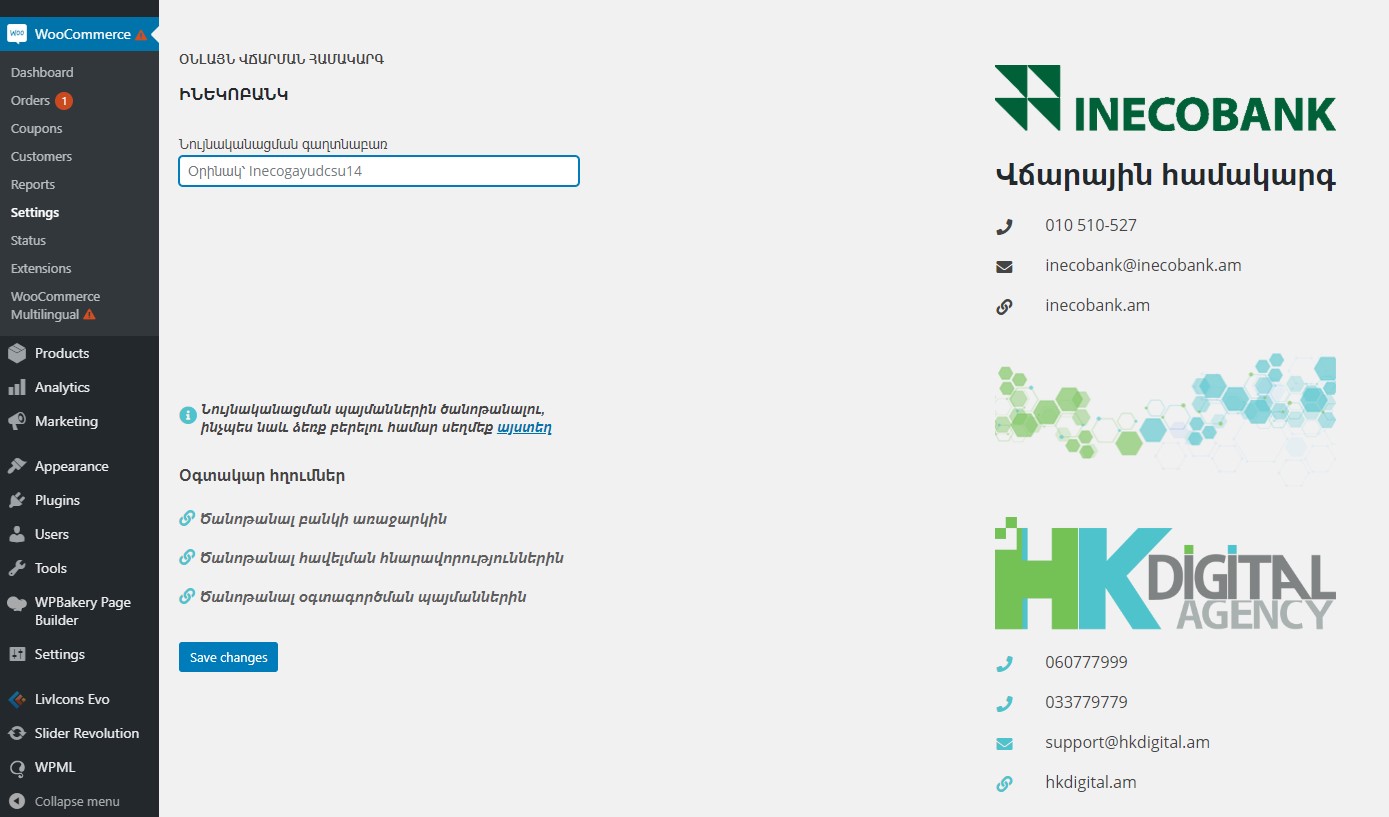 WooCommerce
Dashboard
Orders 1
Coupons
Customers
Reports
Settings
Status
Extensions
WooCommerce
Multilingual
Products
Analytics
Marketing
Appearance
Plugins
Users
Tools
WPBakery Page
Builder
Settings
LivIcons Evo
Slider Revolution
WPML
Collapse menu
ՕՆԼԱՅՆ ՎՃԱՐՄԱՆ ՀԱՄԱԿԱՐԳ
ԻՆԵԿՈԲԱՆԿ
Նույնականացման գաղտնաբառ
Օրինակ՝ Inecogayudcsu14
Նույնականացման պայմաններին ծանոթանալու,
ինչպես նաև ձեռք բերելու համար սեղմեք այստեղ
Օգտակար հղումներ
Ծանոթանալ բանկի առաջարկին
Ծանոթանալ հավելման հնարավորություններին
Ծանոթանալ օգտագործման պայմաններին
Save changes
INECOBANK
Վճարային համակարգ
010 510-527
inecobank@inecobank.am
inecobank.am
HK DIGITAL
AGENCY
060777999
033779779
support@hkdigital.am
hkdigital.am